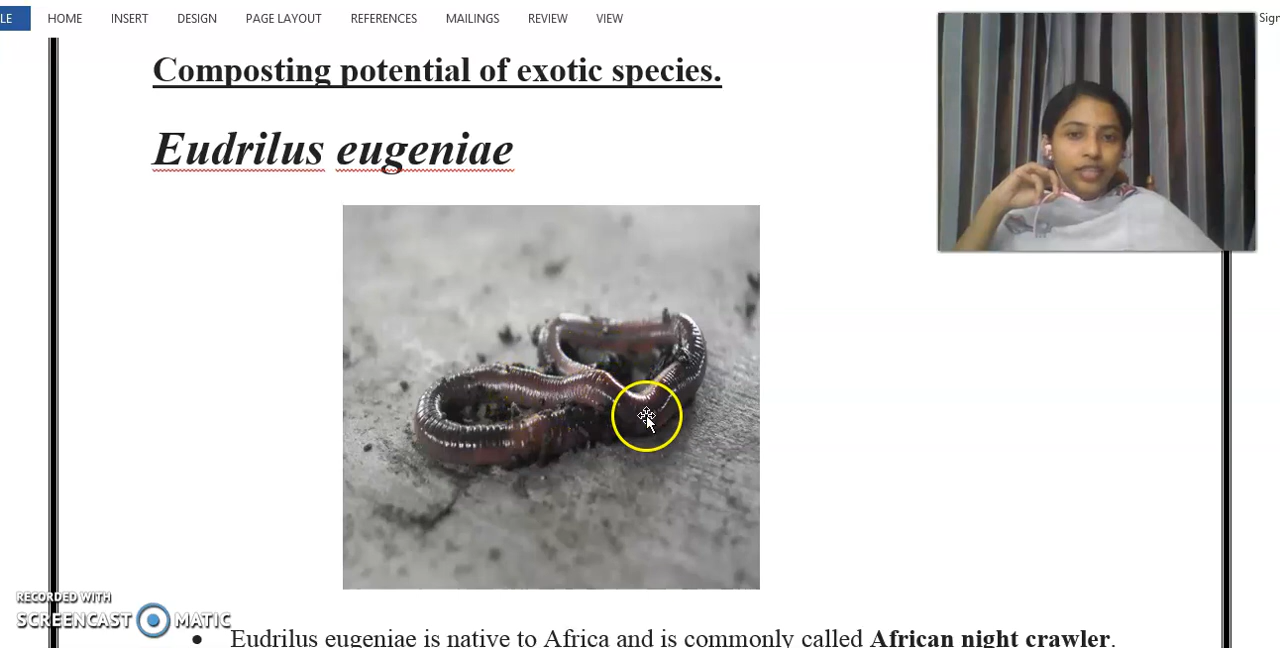 LE HOME INSERT DESIGN PAGE LAYOUT REFERENCES MAILINGS REVIEW VIEW Sign
Composting potential of exotic species.
Eudrilus eugeniae
RECORDED WITH
SCREENCAST MATIC
• Eudrilus eugeniae is native to Africa and is commonly called African night crawler.